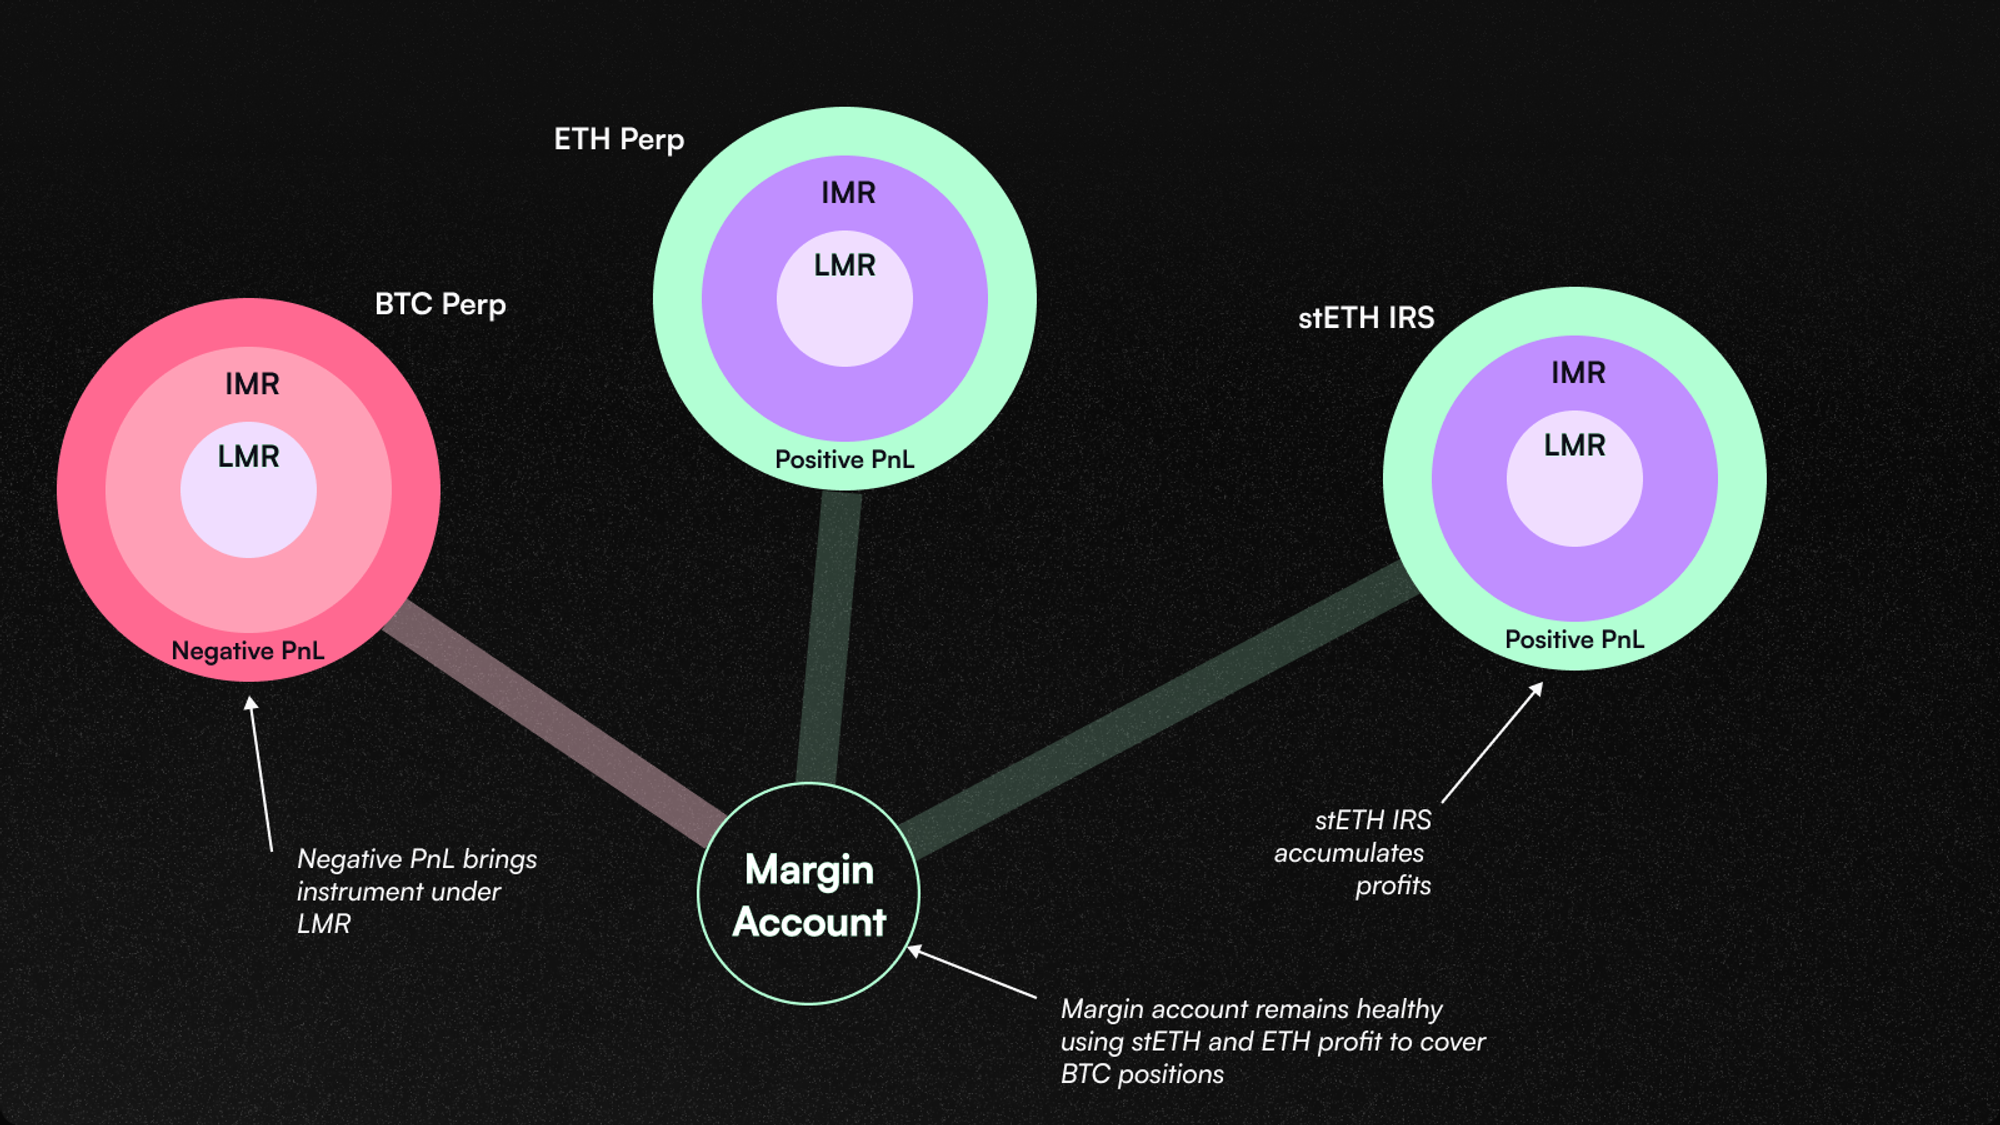 ETH Perp
IMR
LMR
Positive PnL
BTC Perp
IMR
LMR
Negative PnL
stETH IRS
IMR
LMR
Positive PnL
Negative PnL brings
instrument under
LMR
Margin
Account
stETH IRS
accumulates
profits
Margin account remains healthy
using stETH and ETH profit to cover
BTC positions